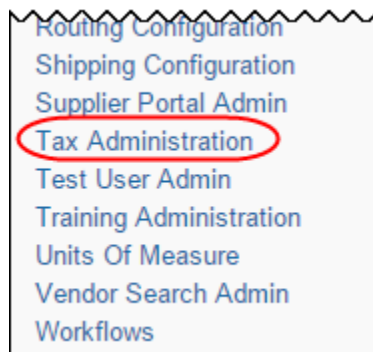 Routing Configuration
Shipping Configuration
Supplier Portal Admin
Tax Administration
Test User Admin
Training Administration
Units Of Measure
Vendor Search Admin
Workflows